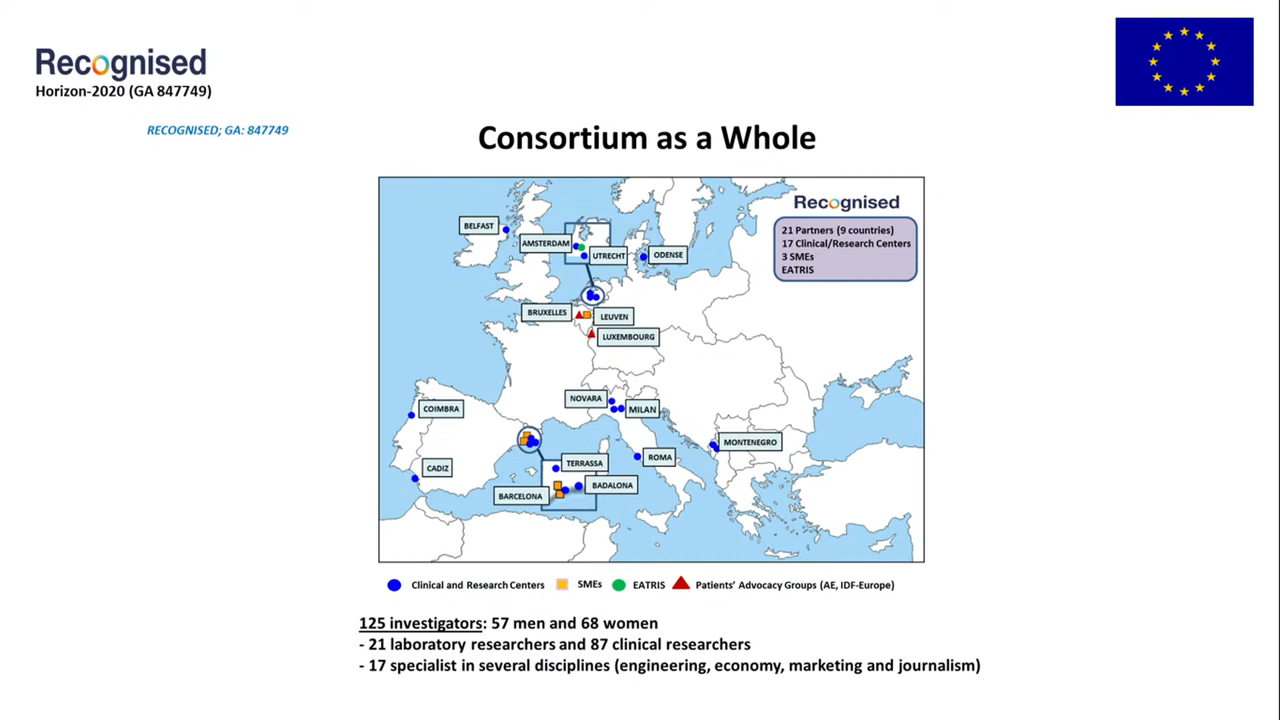 Recognised
Horizon-2020 (GA 847749)
RECOGNISED; GA: 847749
Consortium as a Whole
Recognised
21 Partners (9 countries)
17 Clinical/Research Centers
3 SMEs
EATRIS
BELFAST
AMSTERDAM
UTRECHT
ODENSE
BRUXELLES
LEUVEN
LUXEMBOURG
NOVARA
MILAN
COIMBRA
MONTENEGRO
ROMA
CADIZ
TERRASSA
BADALONA
BARCELONA
Clinical and Research Centers
SMEs
EATRIS
Patients' Advocacy Groups (AE, IDF-Europe)
125 investigators: 57 men and 68 women
- 21 laboratory researchers and 87 clinical researchers
- 17 specialist in several disciplines (engineering, economy, marketing and journalism)